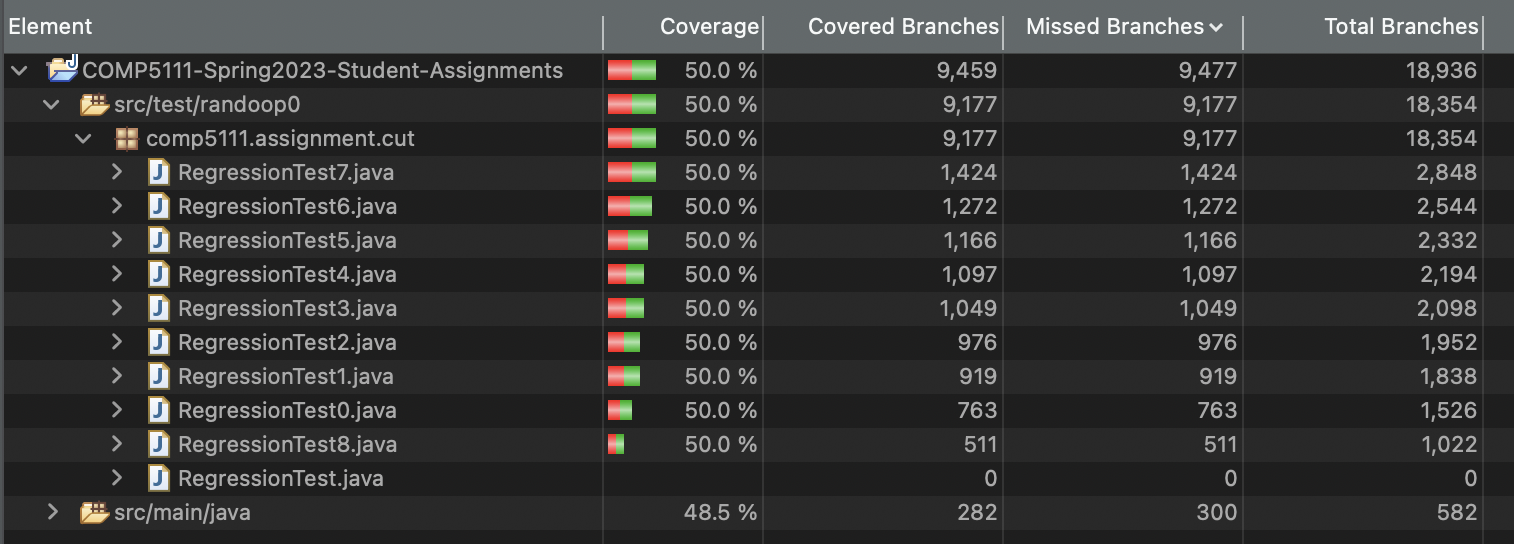 Element Coverage Covered Branches Missed Branches Total Branches
COMP5111-Spring2023-Student-Assignments 50.0 % 9,459 9,477 18,936
src/test/randoop0 50.0 % 9,177 9,177 18,354
comp5111.assignment.cut 50.0 % 9,177 9,177 18,354
RegressionTest7.java 50.0 % 1,424 1,424 2,848
RegressionTest6.java 50.0 % 1,272 1,272 2,544
RegressionTest5.java 50.0 % 1,166 1,166 2,332
RegressionTest4.java 50.0 % 1,097 1,097 2,194
RegressionTest3.java 50.0 % 1,049 1,049 2,098
RegressionTest2.java 50.0 % 976 976 1,952
RegressionTest1.java 50.0 % 919 919 1,838
RegressionTest0.java 50.0 % 763 763 1,526
RegressionTest8.java 50.0 % 511 511 1,022
RegressionTest.java 0 0 0
src/main/java 48.5 % 282 300 582